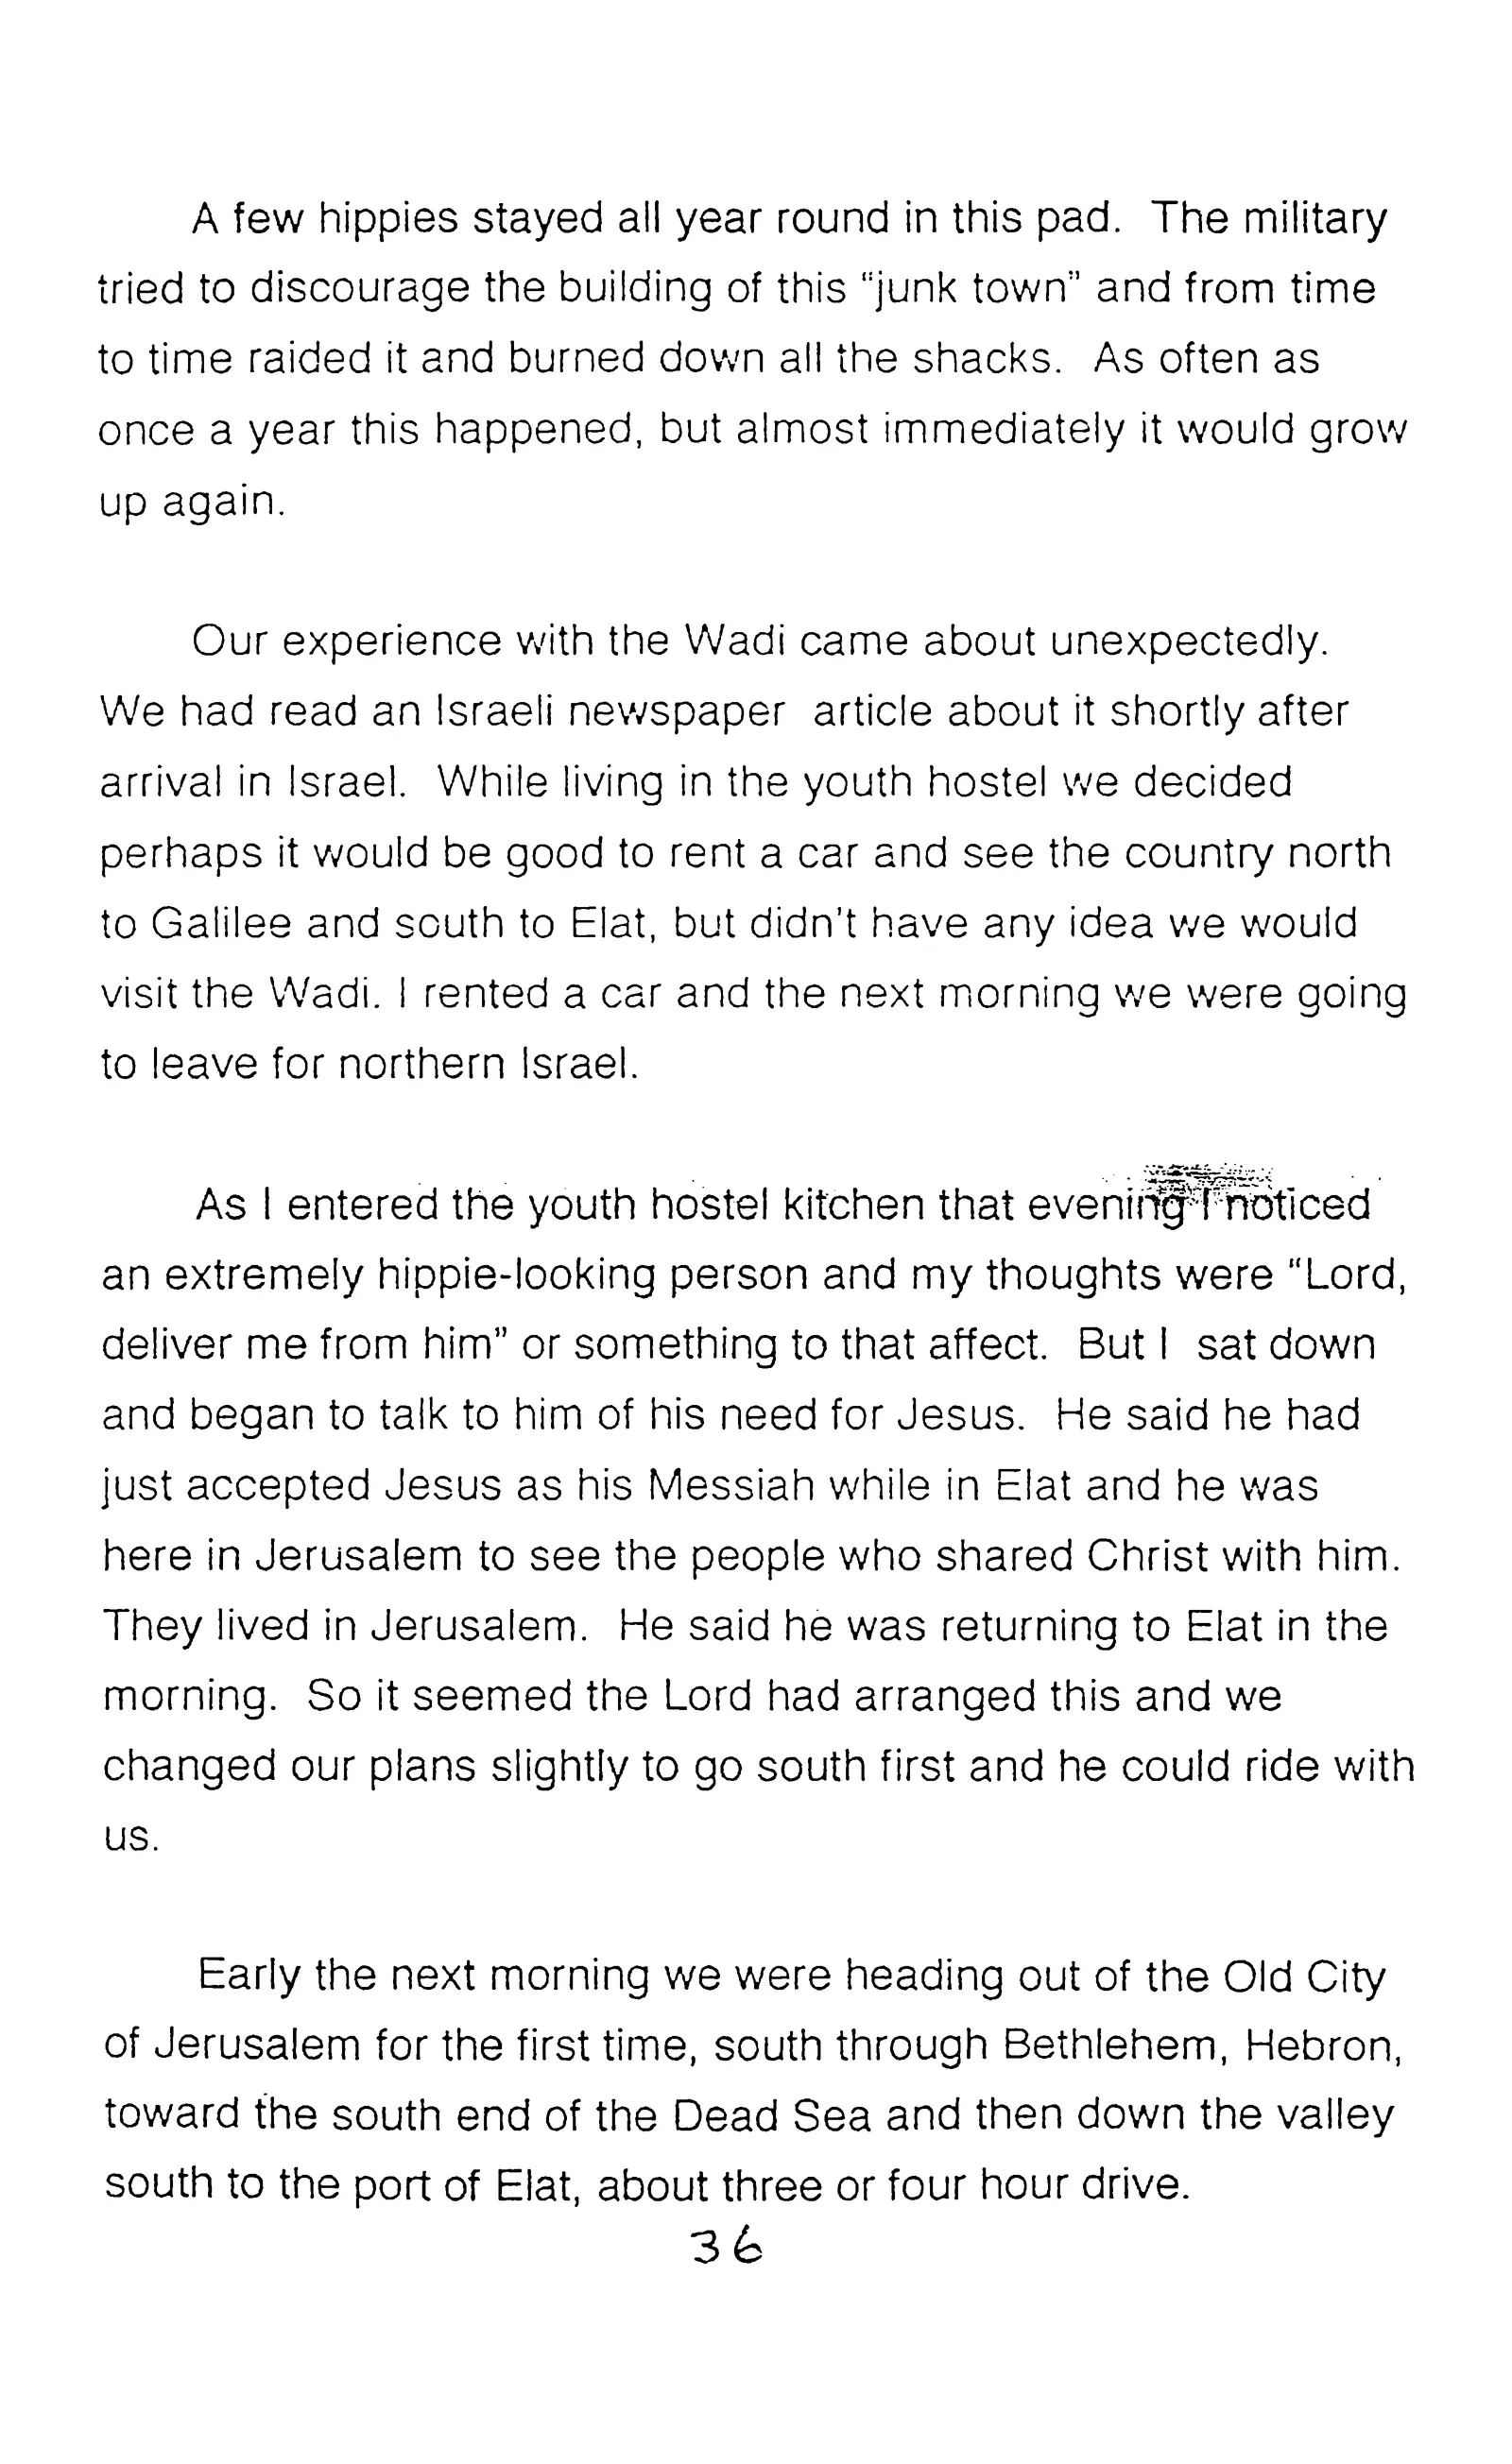 A few hippies stayed all year round in this pad. The military
tried to discourage the building of this "junk town" and from time
to time raided it and burned down all the shacks. As often as
once a year this happened, but almost immediately it would grow
up again.
Our experience with the Wadi came about unexpectedly.
We had read an Israeli newspaper article about it shortly after
arrival in Israel. While living in the youth hostel we decided
perhaps it would be good to rent a car and see the country north
to Galilee and south to Elat, but didn't have any idea we would
visit the Wadi. I rented a car and the next morning we were going
to leave for northern Israel.
As I entered the youth hostel kitchen that evening I noticed
an extremely hippie-looking person and my thoughts were "Lord,
deliver me from him" or something to that affect. But I sat down
and began to talk to him of his need for Jesus. He said he had
just accepted Jesus as his Messiah while in Elat and he was
here in Jerusalem to see the people who shared Christ with him.
They lived in Jerusalem. He said he was returning to Elat in the
morning. So it seemed the Lord had arranged this and we
changed our plans slightly to go south first and he could ride with
us.
Early the next morning we were heading out of the Old City
of Jerusalem for the first time, south through Bethlehem, Hebron,
toward the south end of the Dead Sea and then down the valley
south to the port of Elat, about three or four hour drive.
36